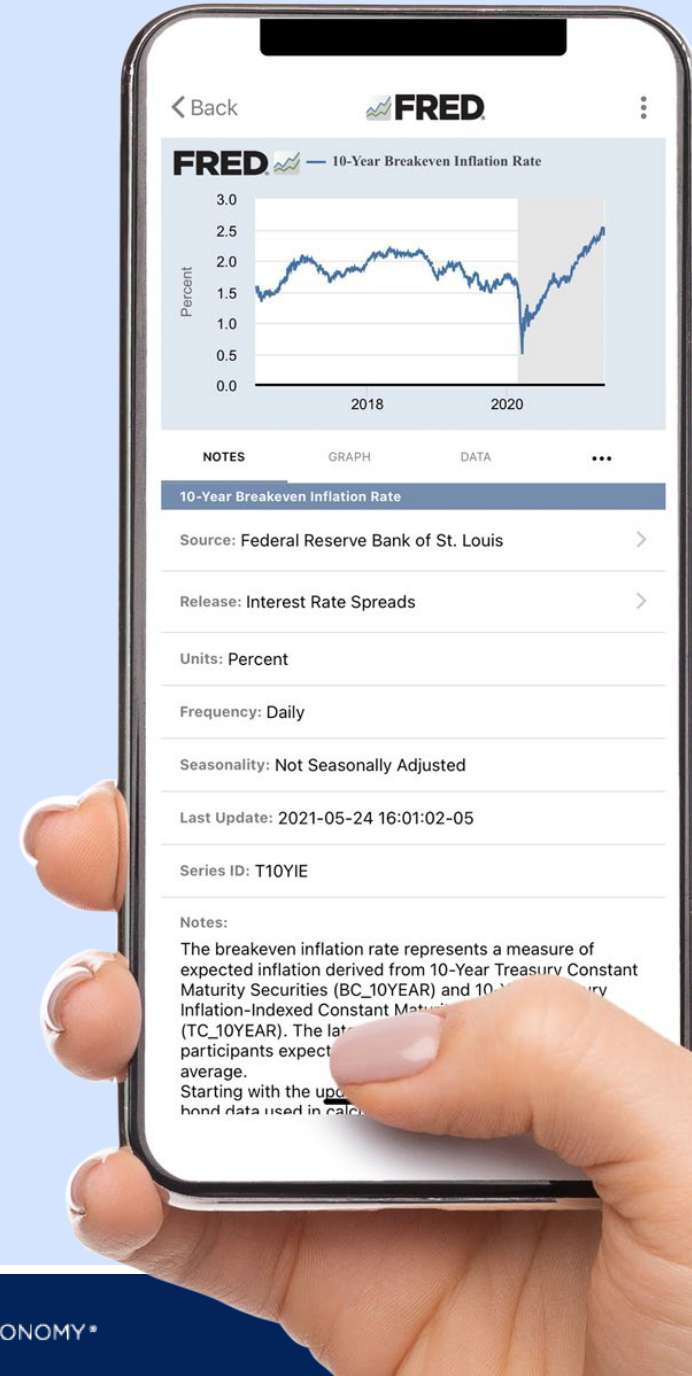 Back
FRED
FRED
10-Year Breakeven Inflation Rate
3.0
2.5
2.0
1.5
1.0
0.5
0.0
Percent
2018
2020
NOTES GRAPH DATA
10-Year Breakeven Inflation Rate
Source: Federal Reserve Bank of St. Louis
Release: Interest Rate Spreads
Units: Percent
Frequency: Daily
Seasonality: Not Seasonally Adjusted
Last Update: 2021-05-24 16:01:02-05
Series ID: T10YIE
Notes:
The breakeven inflation rate represents a measure of
expected inflation derived from 10-Year Treasury Constant
Maturity Securities (BC_10YEAR) and
Inflation-Indexed Constant
(TC_10YEAR). The
participants
average.
Starting with the
bond data used in